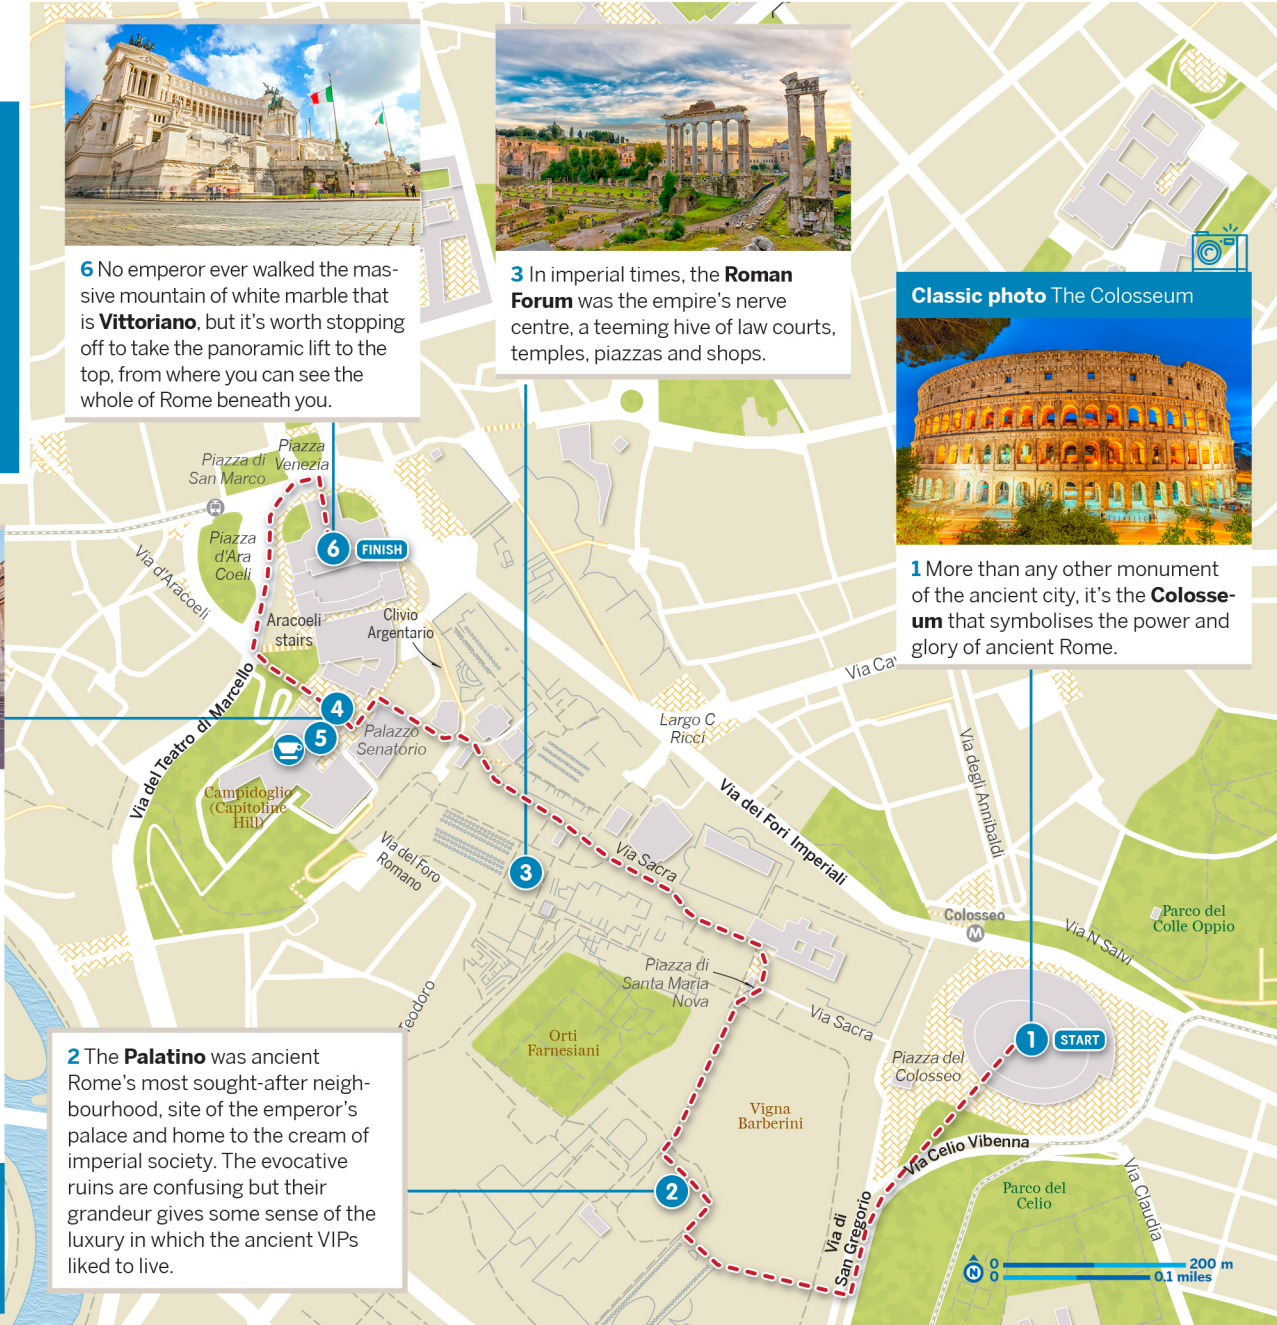 6 No emperor ever walked the mas-
sive mountain of white marble that
is Vittoriano, but it's worth stopping
off to take the panoramic lift to the
top, from where you can see the
whole of Rome beneath you.
3 In imperial times, the Roman
Forum was the empire's nerve
centre, a teeming hive of law courts,
temples, piazzas and shops.
Classic photo The Colosseum
1 More than any other monument
of the ancient city, it's the Colosse-
um that symbolises the power and
glory of ancient Rome.
Piazza
Venezia
Piazza di
San Marco
Piazza
d'Ara
Coeli
Via d'Aracoeli
6 FINISH
Aracoeli
stairs
Clivio
Argentario
Via del Teatro di Marcello
4
5
Palazzo
Senatorio
Campidoglio
(Capitoline
Hill)
Via del Foro
Romano
3
Via Sacra
Largo C
Ricci
Via dei Fori Imperiali
Via degli Annibaldi
Colosseo
M
Via N Salvi
Parco del
Colle Oppio
Piazza di
Santa Maria
Nova
Via Sacra
Orti
Farnesiani
Vigna
Barberini
Piazza del
Colosseo
1 START
Via Celio Vibenna
Parco del
Celio
Via Claudia
Via di
San Gregorio
2
2 The Palatino was ancient
Rome's most sought-after neigh-
bourhood, site of the emperor's
palace and home to the cream of
imperial society. The evocative
ruins are confusing but their
grandeur gives some sense of the
luxury in which the ancient VIPs
liked to live.
N
0 200 m
0 0.1 miles